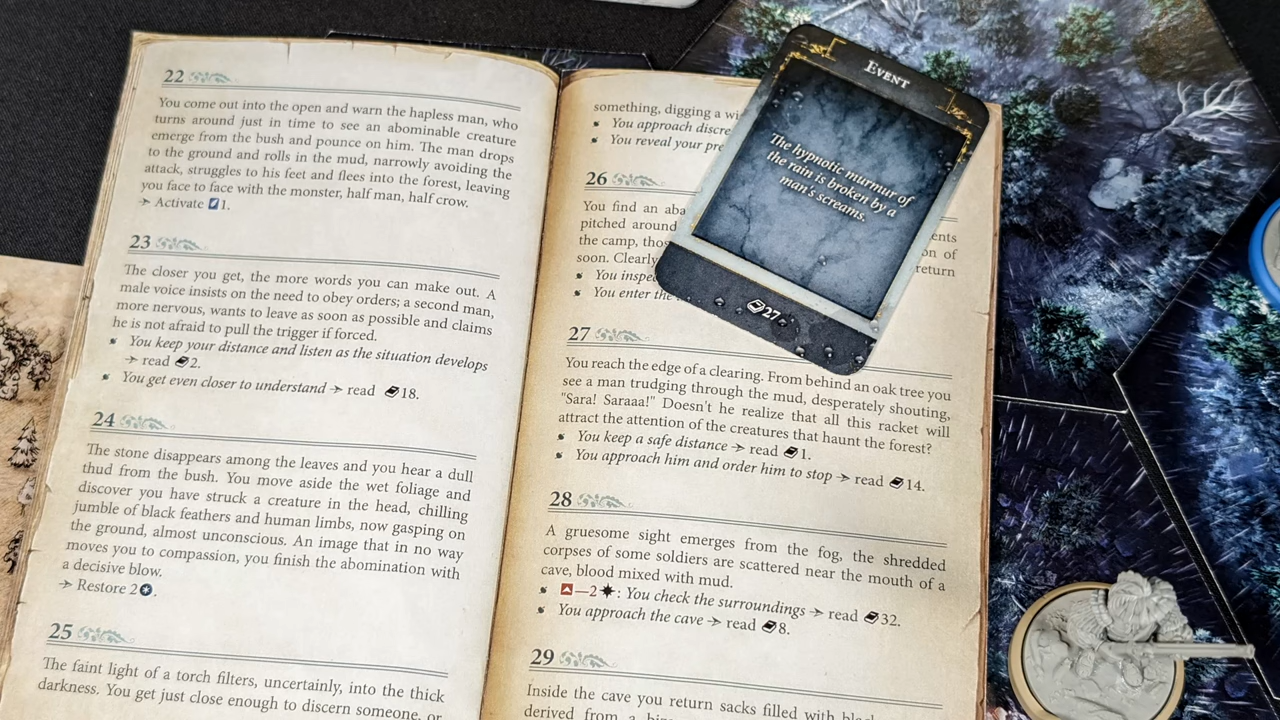 22
You come out into the open and warn the hapless man, who
turns around just in time to see an abominable creature
emerge from the bush and pounce on him. The man drops
to the ground and rolls in the mud, narrowly avoiding the
attack, struggles to his feet and flees into the forest, leaving
you face to face with the monster, half man, half crow.
➢ Activate 1.
23
The closer you get, the more words you can make out. A
male voice insists on the need to obey orders; a second man,
more nervous, wants to leave as soon as possible and claims
he is not afraid to pull the trigger if forced.
You keep your distance and listen as the situation develops
➢ read 2.
You get even closer to understand ➢ read 18.
24
The stone disappears among the leaves and you hear a dull
thud from the bush. You move aside the wet foliage and
discover you have struck a creature in the head, chilling
jumble of black feathers and human limbs, now gasping on
the ground, almost unconscious. An image that in no way
moves you to compassion, you finish the abomination with
a decisive blow.
➢ Restore 2.
25
The faint light of a torch filters, uncertainly, into the thick
darkness. You get just close enough to discern someone, or
something, digging a
You approach
You reveal your
26
You find an
pitched around
the camp,
soon. Clearly
You
You enter the
of
return
27
You reach the edge of a clearing. From behind an oak tree you
see a man trudging through the mud, desperately shouting,
"Sara! Saraaa!" Doesn't he realize that all this racket will
attract the attention of the creatures that haunt the forest?
You keep a safe distance ➢ read 1.
You approach him and order him to stop ➢ read 14.
28
A gruesome sight emerges from the fog, the shredded
corpses of some soldiers are scattered near the mouth of a
cave, blood mixed with mud.
—2 : You check the surroundings ➢ read 32.
You approach the cave ➢ read 8.
29
Inside the cave you return sacks filled with
derived from a
EVENT
The hypnotic murmur of
the rain is broken by a
man's screams.
27